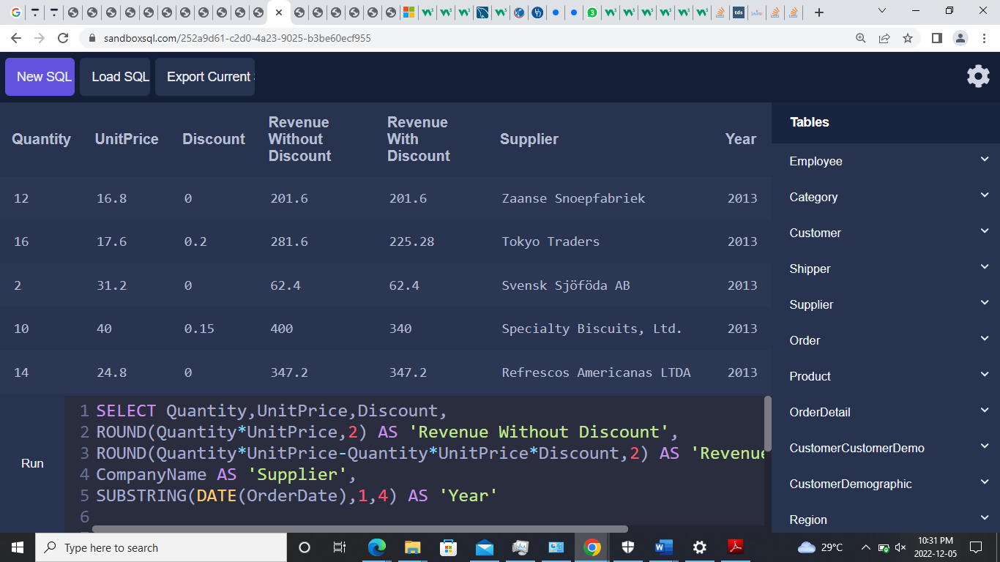 sandboxsql.com/252a9d61-c2d0-4a23-9025-b3be60ecf955
New SQL Load SQL Export Current
Quantity UnitPrice Discount Revenue Without Discount Revenue With Discount Supplier Year
12 16.8 0 201.6 201.6 Zaanse Snoepfabriek 2013
16 17.6 0.2 281.6 225.28 Tokyo Traders 2013
2 31.2 0 62.4 62.4 Svensk Sjöföda AB 2013
10 40 0.15 400 340 Specialty Biscuits, Ltd. 2013
14 24.8 0 347.2 347.2 Refrescos Americanas LTDA 2013
Tables
Employee
Category
Customer
Shipper
Supplier
Order
Product
OrderDetail
CustomerCustomerDemo
CustomerDemographic
Region
Run
1 SELECT Quantity,UnitPrice,Discount,
2 ROUND(Quantity*UnitPrice,2) AS 'Revenue Without Discount',
3 ROUND(Quantity*UnitPrice-Quantity*UnitPrice*Discount,2) AS 'Revenue
4 CompanyName AS 'Supplier',
5 SUBSTRING(DATE(OrderDate),1,4) AS 'Year'
6
Type here to search
29°C
10:31 PM
2022-12-05